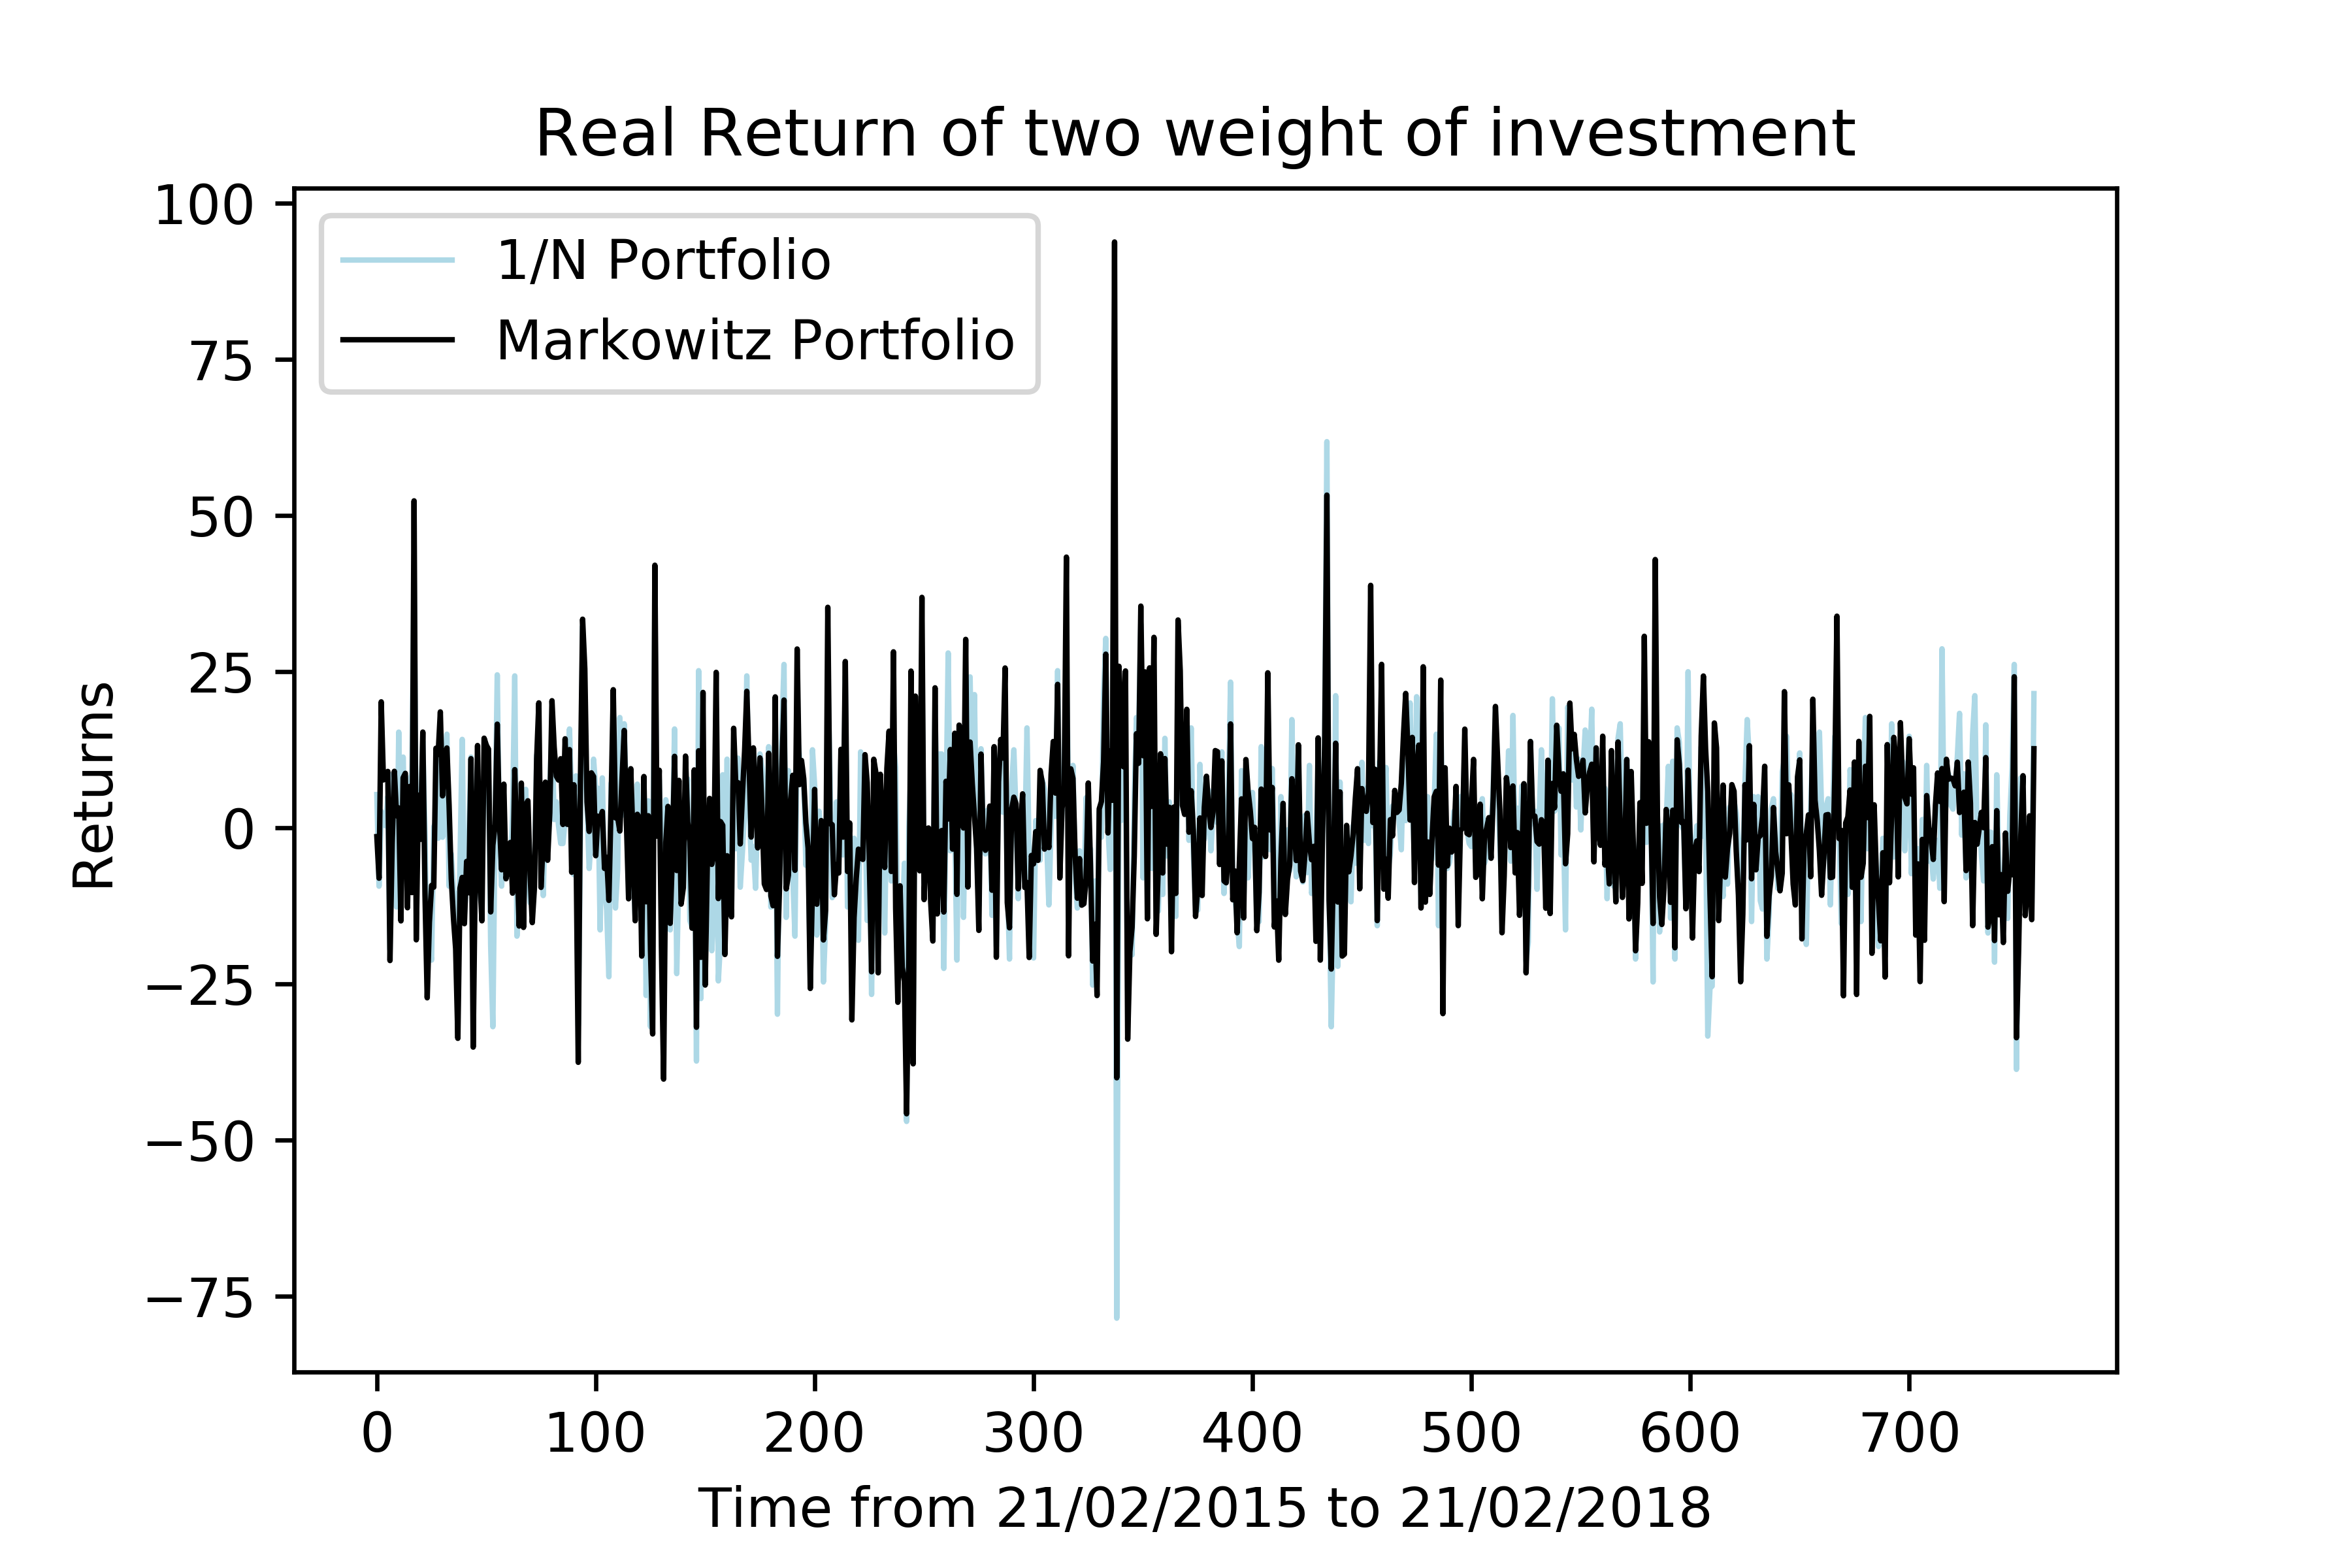 Real Return of two weight of investment
1/N Portfolio
Markowitz Portfolio
Returns
100
75
50
25
0
−25
−50
−75
0 100 200 300 400 500 600 700
Time from 21/02/2015 to 21/02/2018